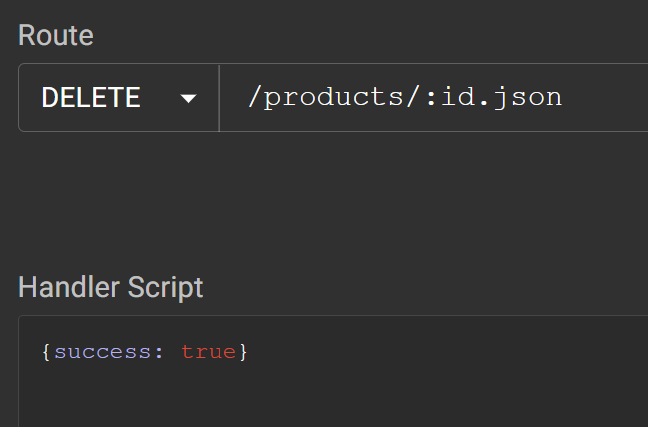 Route
DELETE /products/:id.json
Handler Script
{success: true}